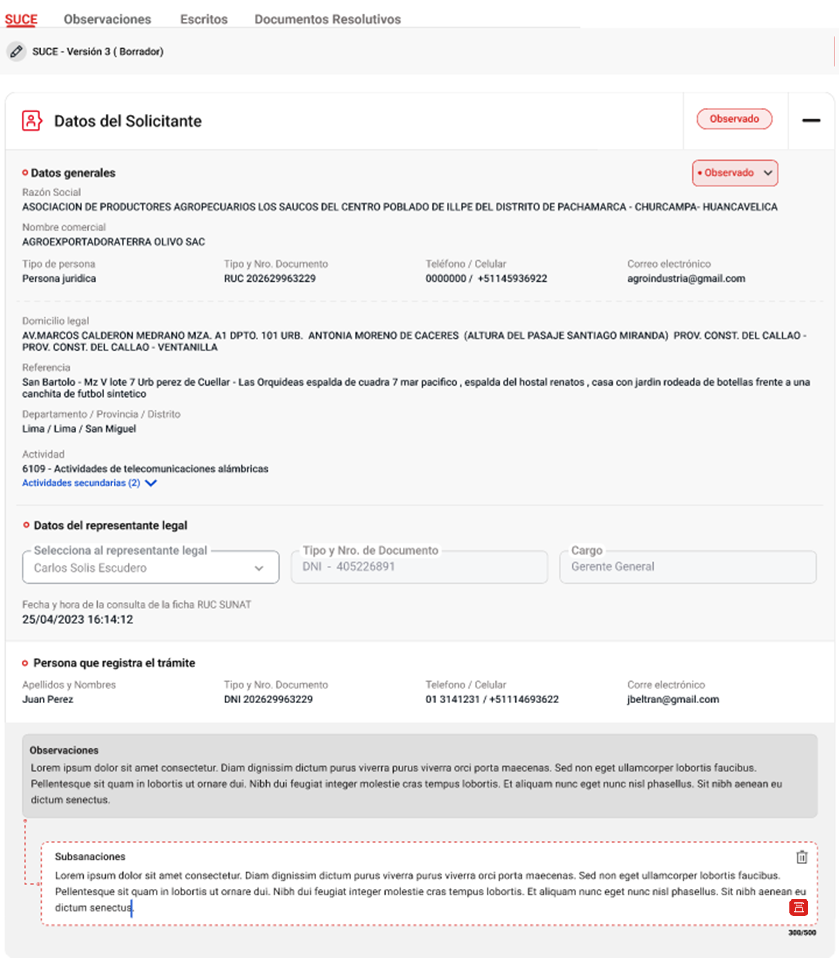 SUCE Observaciones Escritos Documentos Resolutivos
SUCE - Versión 3 ( Borrador)
Datos del Solicitante Observado
Datos generales Observado
Razón Social
ASOCIACION DE PRODUCTORES AGROPECUARIOS LOS SAUCOS DEL CENTRO POBLADO DE ILLPE DEL DISTRITO DE PACHAMARCA - CHURCAMPA- HUANCAVELICA
Nombre comercial
AGROEXPORTADORATERRA OLIVO SAC
Tipo de persona Tipo y Nro. Documento Teléfono / Celular Correo electrónico
Persona juridica RUC 202629963229 0000000 / +51145936922 agroindustria@gmail.com
Domicilio legal
AV.MARCOS CALDERON MEDRANO MZA. A1 DPTO. 101 URB. ANTONIA MORENO DE CACERES (ALTURA DEL PASAJE SANTIAGO MIRANDA) PROV. CONST. DEL CALLAO -
PROV. CONST. DEL CALLAO - VENTANILLA
Referencia
San Bartolo - Mz V lote 7 Urb perez de Cuellar - Las Orquideas espalda de cuadra 7 mar pacifico , espalda del hostal renatos , casa con jardin rodeada de botellas frente a una
canchita de futbol sintetico
Departamento / Provincia / Distrito
Lima / Lima / San Miguel
Actividad
6109 - Actividades de telecomunicaciones alámbricas
Actividades secundarias (2)
Datos del representante legal
Selecciona al representante legal Tipo y Nro. de Documento Cargo
Carlos Solis Escudero DNI - 405226891 Gerente General
Fecha y hora de la consulta de la ficha RUC SUNAT
25/04/2023 16:14:12
Persona que registra el trámite
Apellidos y Nombres Tipo y Nro. Documento Telefono / Celular Corre electrónico
Juan Perez DNI 202629963229 01 3141231 / +51114693622 jbeltran@gmail.com
Observaciones
Lorem ipsum dolor sit amet consectetur. Diam dignissim dictum purus viverra purus viverra orci porta maecenas. Sed non eget ullamcorper lobortis faucibus.
Pellentesque sit quam in lobortis ut ornare dui. Nibh dui feugiat integer molestie cras tempus lobortis. Et aliquam nunc eget nunc nisl phasellus. Sit nibh aenean eu
dictum senectus.
Subsanaciones
Lorem ipsum dolor sit amet consectetur. Diam dignissim dictum purus viverra purus viverra orci porta maecenas. Sed non eget ullamcorper lobortis faucibus.
Pellentesque sit quam in lobortis ut ornare dui. Nibh dui feugiat integer molestie cras tempus lobortis. Et aliquam nunc eget nunc nisl phasellus. Sit nibh aenean eu
dictum senectus.
300/500